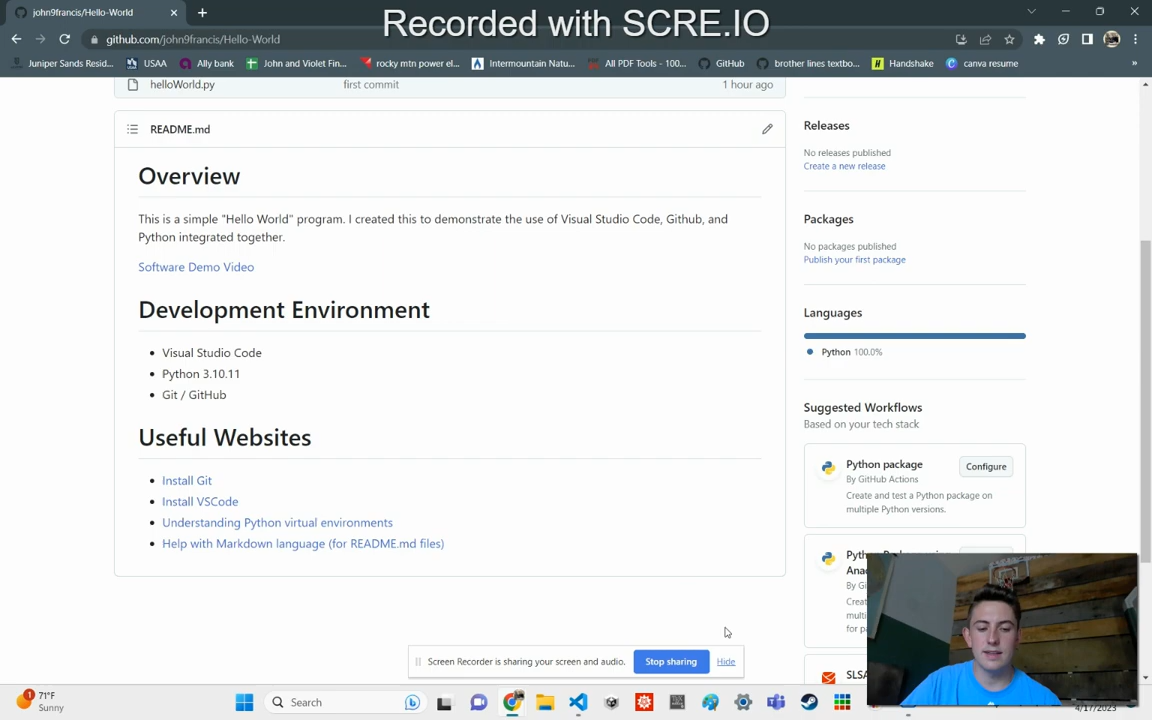 john9francis/Hello-World
Recorded with SCRE.IO
github.com/john9francis/Hello-World
Juniper Sands Resid...
USAA
Ally bank
John and Violet Fin...
rocky mtn power el...
Intermountain Natu...
All PDF Tools - 100...
GitHub
brother lines textbo...
Handshake
canva resume
»
helloWorld.py
first commit
1 hour ago
README.md
Overview
This is a simple "Hello World" program. I created this to demonstrate the use of Visual Studio Code, Github, and
Python integrated together.
Software Demo Video
Development Environment
Visual Studio Code
Python 3.10.11
Git / GitHub
Useful Websites
Install Git
Install VSCode
Understanding Python virtual environments
Help with Markdown language (for README.md files)
Releases
No releases published
Create a new release
Packages
No packages published
Publish your first package
Languages
Python 100.0%
Suggested Workflows
Based on your tech stack
Python package
Configure
By GitHub Actions
Create and test a Python package on
multiple Python versions.
Screen Recorder is sharing your screen and audio.
Stop sharing
Hide
1
71°F
Sunny
Search
4/17/2023